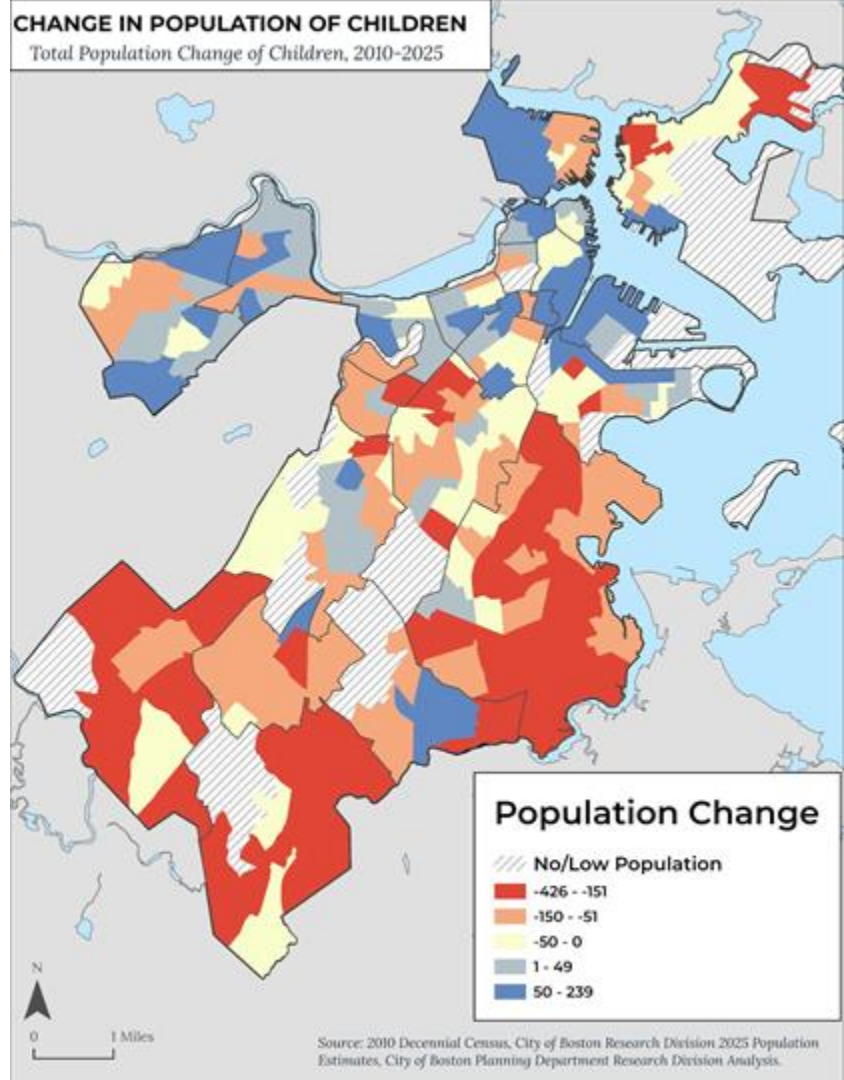 CHANGE IN POPULATION OF CHILDREN
Total Population Change of Children, 2010-2025
Population Change
No/Low Population
-426 - -151
-150 - -51
-50 - 0
1 - 49
50 - 239
N
0 1 Miles
Source: 2010 Decennial Census, City of Boston Research Division 2025 Population
Estimates, City of Boston Planning Department Research Division Analysis.